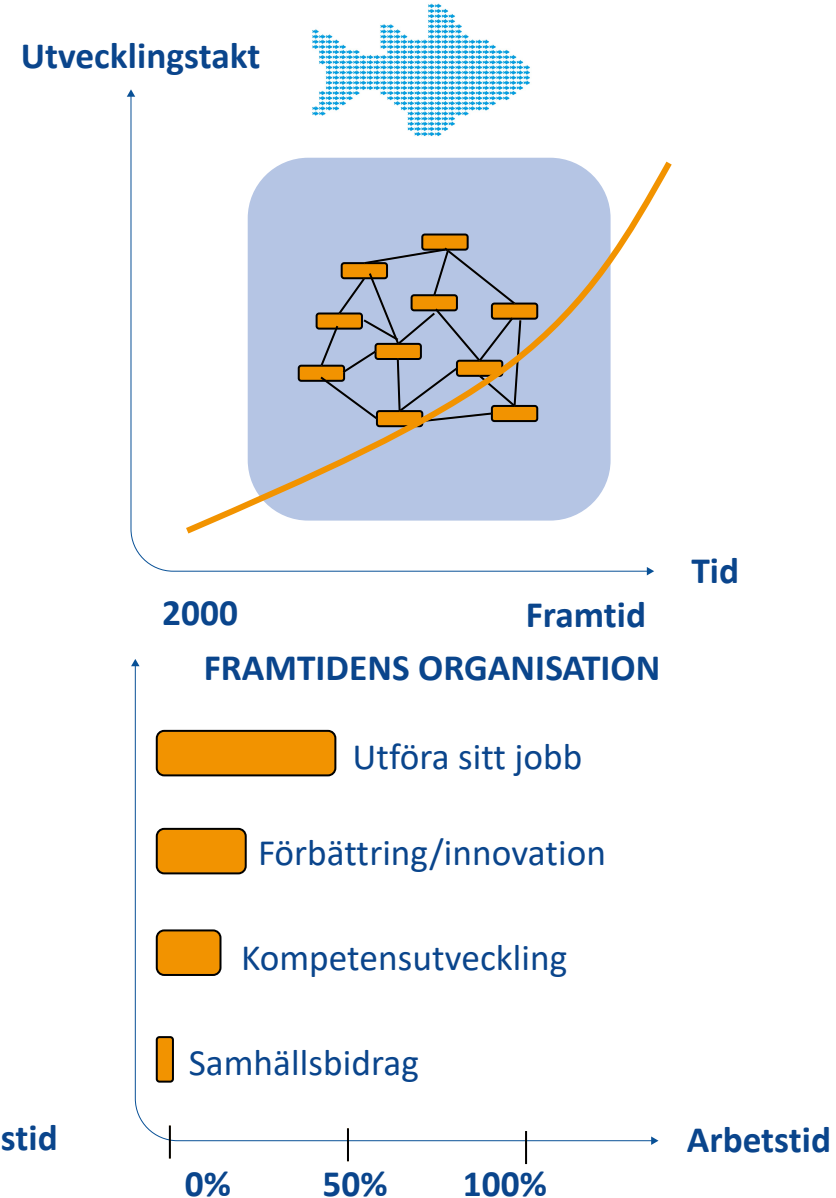 Utvecklingstakt
Tid
2000 Framtid
FRAMTIDENS ORGANISATION
Utföra sitt jobb
Förbättring/innovation
Kompetensutveckling
Samhällsbidrag
stid
Arbetstid
0% 50% 100%